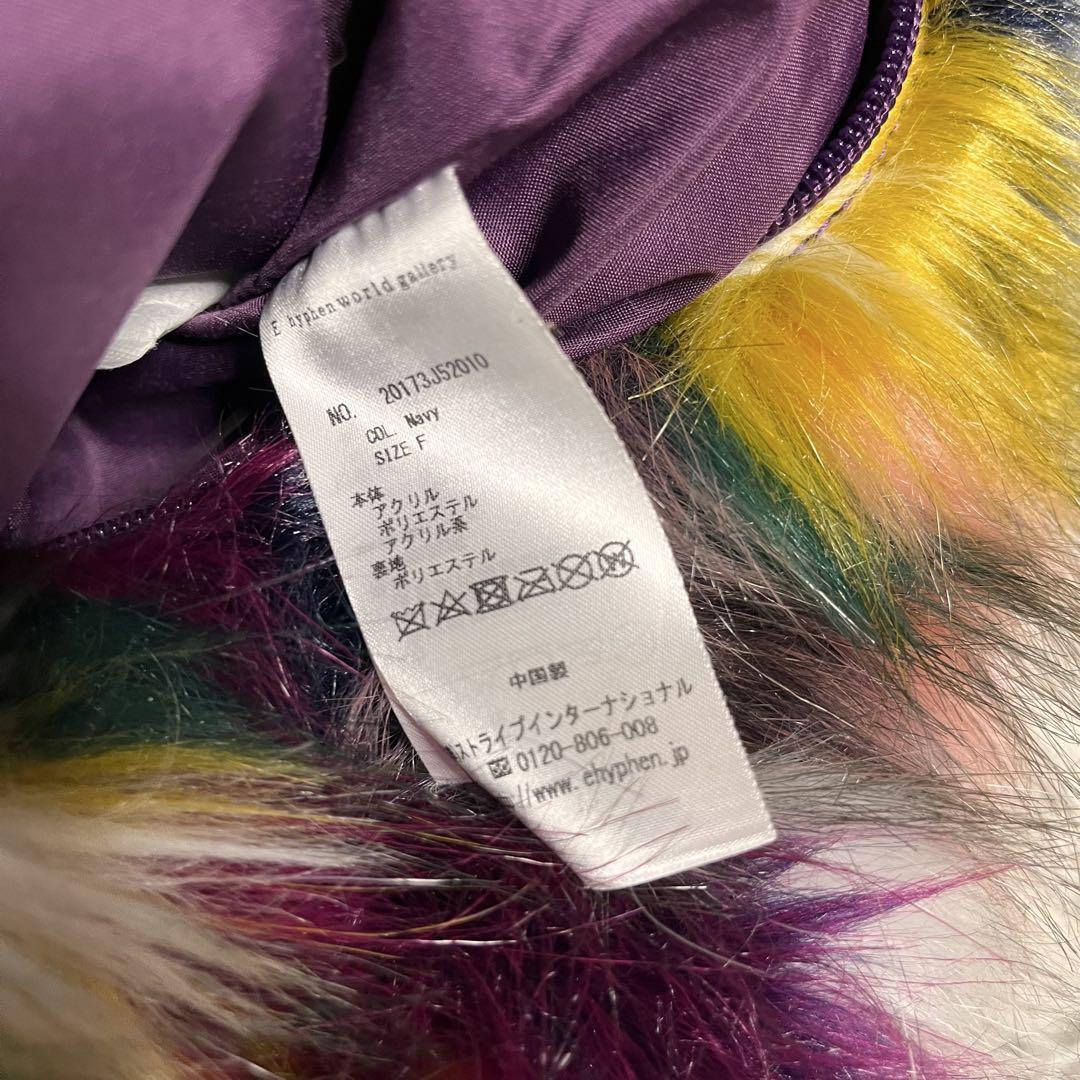 E hyphen world gallery
NO. 20173J52010
COL. Navy
SIZE F
本体
アクリル
ポリエステル
アクリル系
裏地
ポリエステル
中国製
ストライプインターナショナル
0120-806-008
//www.ehyphen.jp